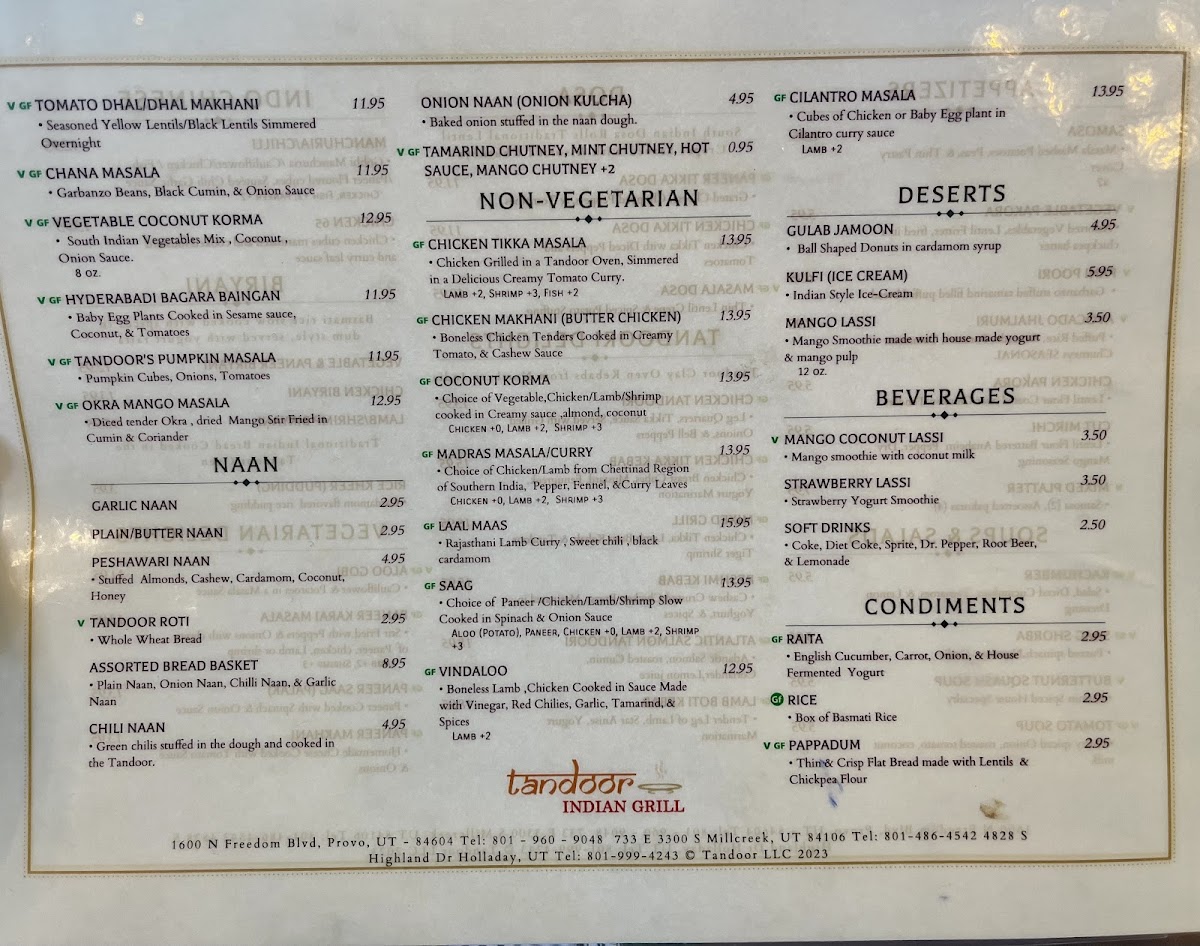 V GF TOMATO DHAL/DHAL MAKHANI 11.95
• Seasoned Yellow Lentils/Black Lentils Simmered
Overnight
V GF CHANA MASALA 11.95
• Garbanzo Beans, Black Cumin, & Onion Sauce
V GF VEGETABLE COCONUT KORMA 12.95
• South Indian Vegetables Mix , Coconut ,
Onion Sauce.
8 oz.
V GF HYDERABADI BAGARA BAINGAN 11.95
• Baby Egg Plants Cooked in Sesame sauce,
Coconut, & Tomatoes
V GF TANDOOR'S PUMPKIN MASALA 11.95
• Pumpkin Cubes, Onions, Tomatoes
V GF OKRA MANGO MASALA 12.95
• Diced tender Okra , dried Mango Stir Fried in
Cumin & Coriander
NAAN
GARLIC NAAN 2.95
PLAIN/BUTTER NAAN 2.95
PESHAWARI NAAN 4.95
• Stuffed Almonds, Cashew, Cardamom, Coconut,
Honey
V TANDOOR ROTI 2.95
• Whole Wheat Bread
ASSORTED BREAD BASKET 8.95
• Plain Naan, Onion Naan, Chilli Naan, & Garlic
Naan
CHILI NAAN 4.95
• Green chilis stuffed in the dough and cooked in
the Tandoor.
ONION NAAN (ONION KULCHA) 4.95
• Baked onion stuffed in the naan dough.
V GF TAMARIND CHUTNEY, MINT CHUTNEY, HOT 0.95
SAUCE, MANGO CHUTNEY +2
NON-VEGETARIAN
GF CHICKEN TIKKA MASALA 13.95
• Chicken Grilled in a Tandoor Oven, Simmered
in a Delicious Creamy Tomato Curry.
LAMB +2, SHRIMP +3, FISH +2
GF CHICKEN MAKHANI (BUTTER CHICKEN) 13.95
• Boneless Chicken Tenders Cooked in Creamy
Tomato, & Cashew Sauce
GF COCONUT KORMA 13.95
• Choice of Vegetable,Chicken/Lamb/Shrimp
cooked in Creamy sauce ,almond, coconut
CHICKEN +0, LAMB +2, SHRIMP +3
GF MADRAS MASALA/CURRY 13.95
• Choice of Chicken/Lamb from Chettinad Region
of Southern India, Pepper, Fennel, &Curry Leaves
CHICKEN +0, LAMB +2, SHRIMP +3
GF LAAL MAAS 15.95
• Rajasthani Lamb Curry , Sweet chili , black
cardamom
GF SAAG 13.95
• Choice of Paneer /Chicken/Lamb/Shrimp Slow
Cooked in Spinach & Onion Sauce
ALOO (POTATO), PANEER, CHICKEN +0, LAMB +2, SHRIMP
+3
GF VINDALOO 12.95
• Boneless Lamb ,Chicken Cooked in Sauce Made
with Vinegar, Red Chilies, Garlic, Tamarind, &
Spices
LAMB +2
GF CILANTRO MASALA 13.95
• Cubes of Chicken or Baby Egg plant in
Cilantro curry sauce
LAMB +2
DESERTS
GULAB JAMOON 4.95
• Ball Shaped Donuts in cardamom syrup
KULFI (ICE CREAM) 5.95
• Indian Style Ice-Cream
MANGO LASSI 3.50
• Mango Smoothie made with house made yogurt
& mango pulp
12 oz.
BEVERAGES
V MANGO COCONUT LASSI 3.50
• Mango smoothie with coconut milk
STRAWBERRY LASSI 3.50
• Strawberry Yogurt Smoothie
SOFT DRINKS 2.50
• Coke, Diet Coke, Sprite, Dr. Pepper, Root Beer,
& Lemonade
CONDIMENTS
GF RAITA 2.95
• English Cucumber, Carrot, Onion, & House
Fermented Yogurt
GF RICE 2.95
• Box of Basmati Rice
V GF PAPPADUM 2.95
• Thin & Crisp Flat Bread made with Lentils &
Chickpea Flour
tandoor
INDIAN GRILL
1600 N Freedom Blvd, Provo, UT - 84604 Tel: 801 - 960 - 9048 733 E 3300 S Millcreek, UT 84106 Tel: 801-486-4542 4828 S
Highland Dr Holladay, UT Tel: 801-999-4243 © Tandoor LLC 2023